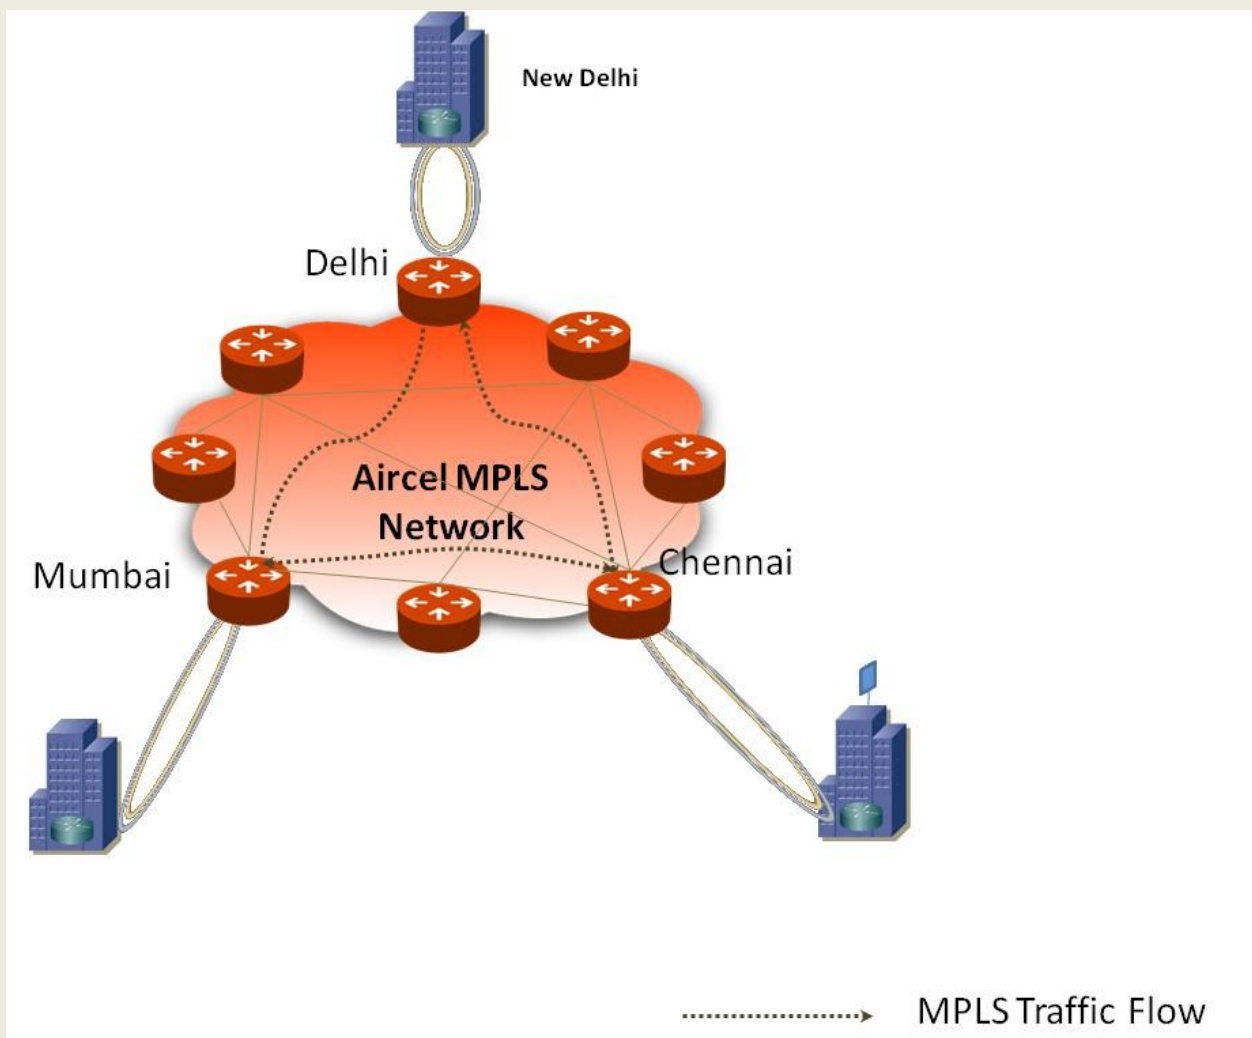 New Delhi
Delhi
Aircel MPLS
Network
Chennai
Mumbai
MPLS Traffic Flow